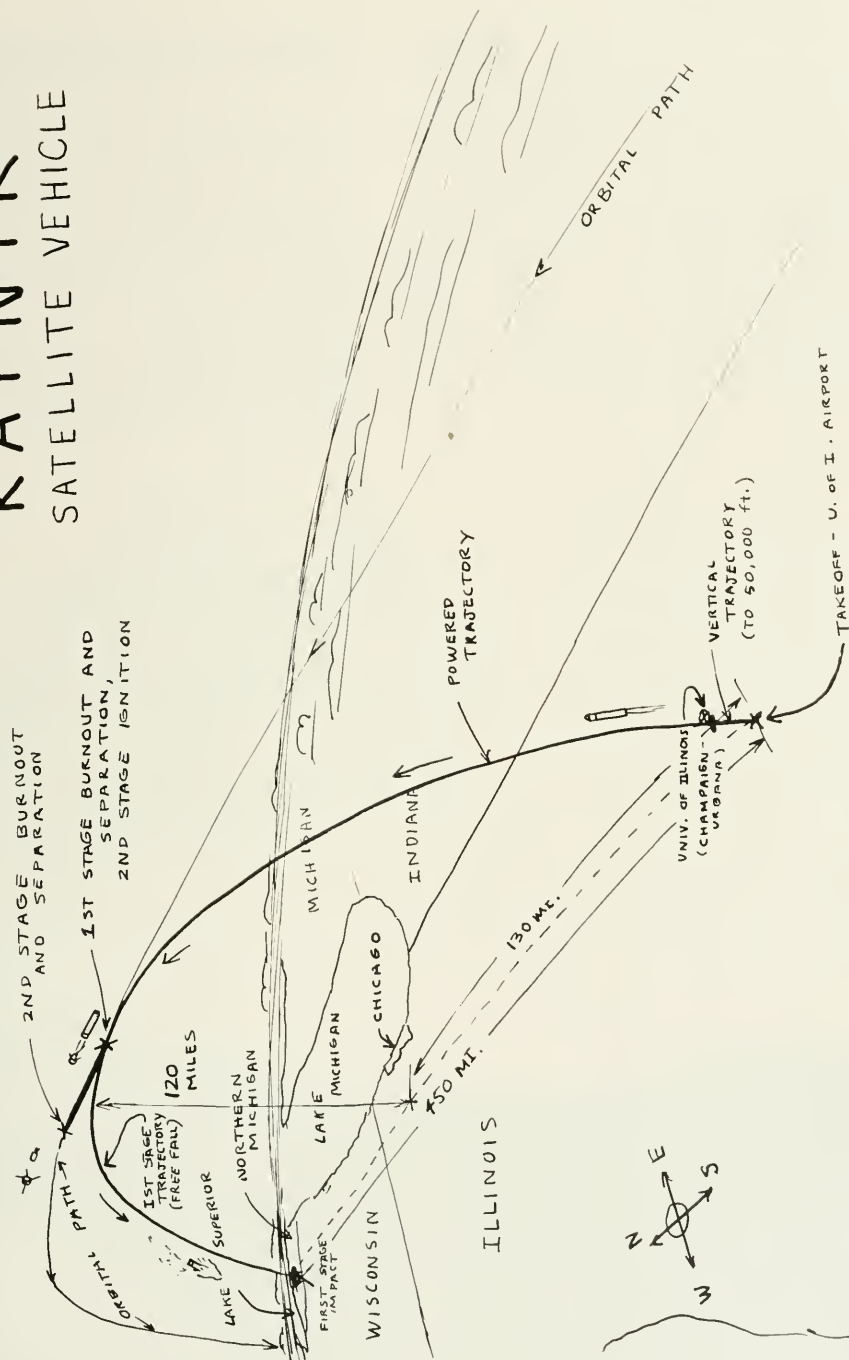 SATELLITE VEHICLE
2ND STAGE BURNOUT
AND SEPARATION
1ST STAGE BURNOUT AND
SEPARATION,
2ND STAGE IGNITION
ORBITAL PATH
120
MILES
1ST STAGE
TRAJECTORY
(FREE FALL)
ORBITAL PATH
LAKE SUPERIOR
NORTHERN
MICHIGAN
LAKE
MICHIGAN
MICHIGAN
INDIANA
POWERED
TRAJECTORY
CHICAGO
FIRST STAGE
IMPACT
WISCONSIN
130 MI.
450 MI.
UNIV. OF ILLINOIS
(CHAMPAIGN-
URBANA)
VERTICAL
TRAJECTORY
(TO 50,000 ft.)
ILLINOIS
TAKEOFF - U. OF I. AIRPORT
N
E
S
W